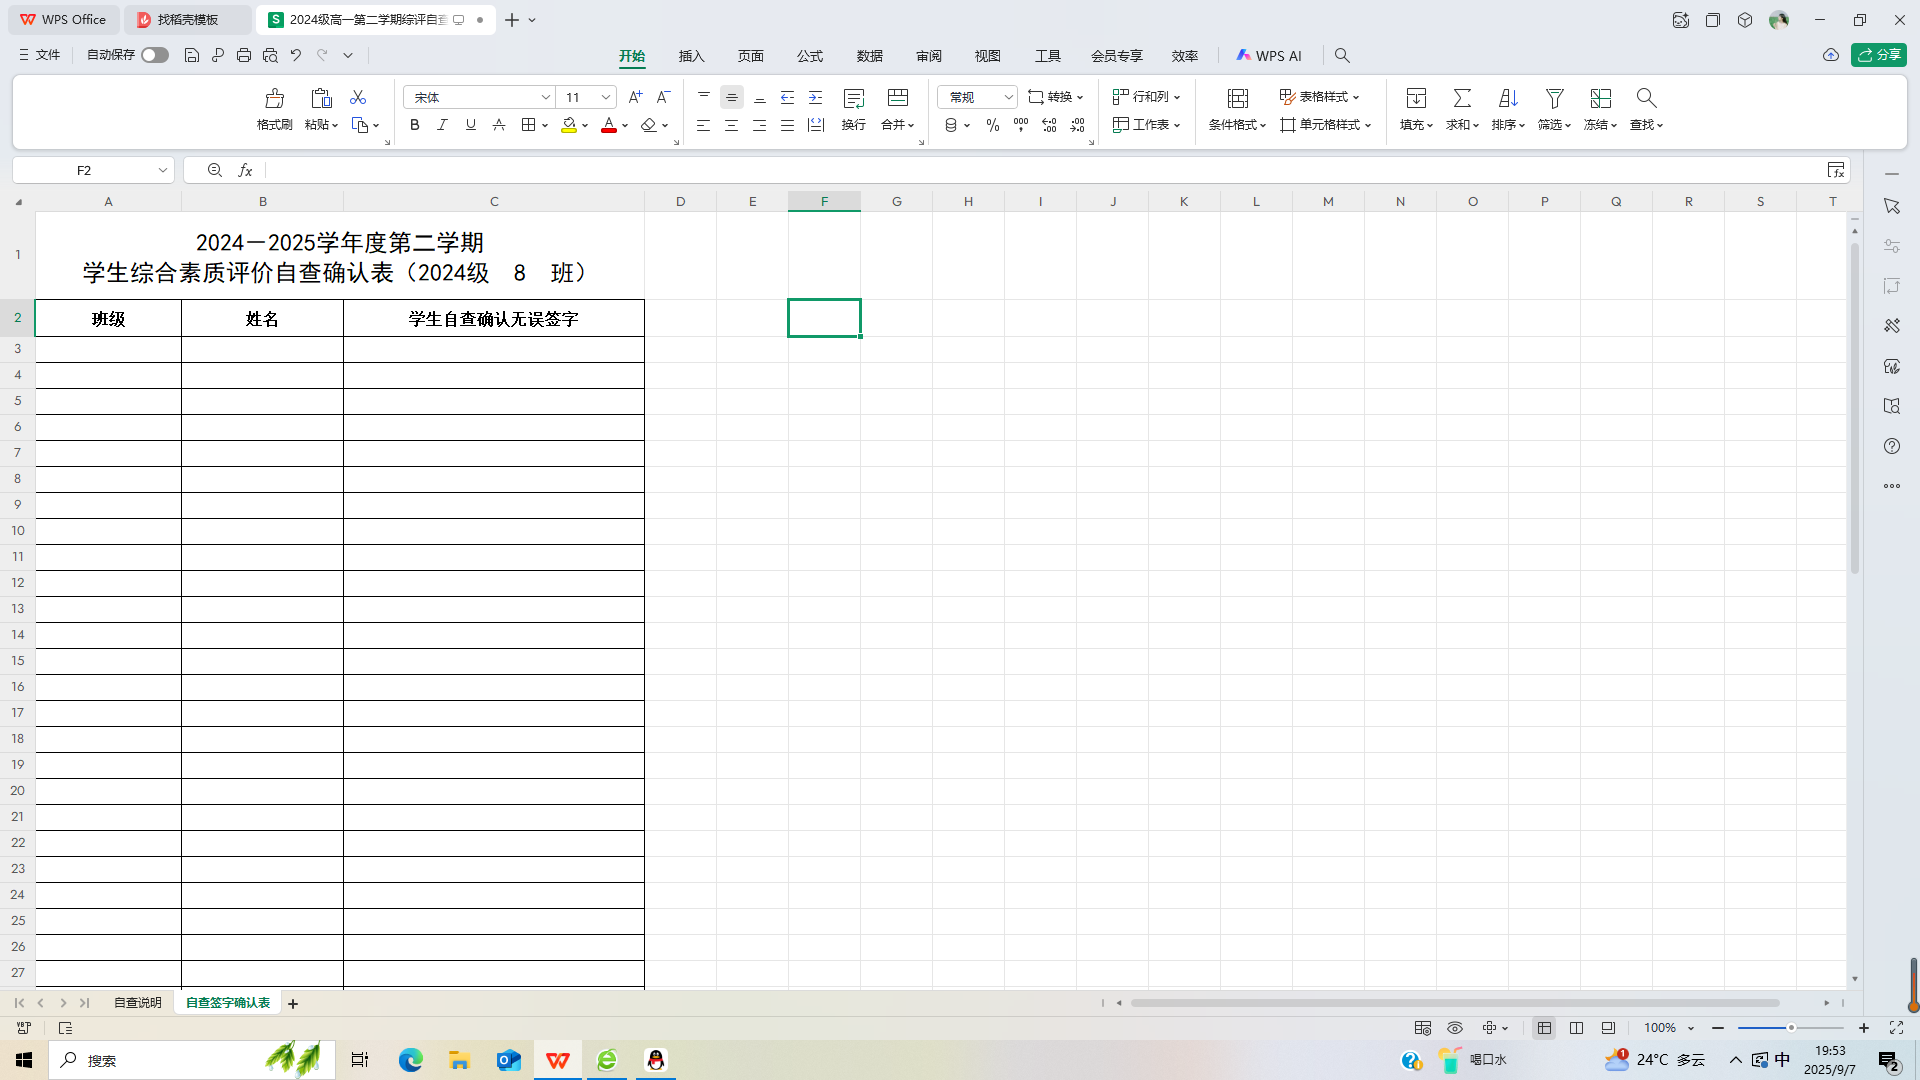 WPS Office
找稻壳模板
2024级高一第二学期综评自查
文件
自动保存
开始
插入
页面
公式
数据
审阅
视图
工具
会员专享
效率
WPS AI
分享
格式刷
粘贴
宋体
11
换行
合并
常规
转换
行和列
工作表
条件格式
表格样式
单元格样式
填充
求和
排序
筛选
冻结
查找
F2
fx
A B C D E F G H I J K L M N O P Q R S T
1
2024－2025学年度第二学期
学生综合素质评价自查确认表（2024级 8 班）
2 班级 姓名 学生自查确认无误签字
3
4
5
6
7
8
9
10
11
12
13
14
15
16
17
18
19
20
21
22
23
24
25
26
27
自查说明
自查签字确认表
100%
搜索
喝口水
24°C 多云
中
19:53
2025/9/7
2